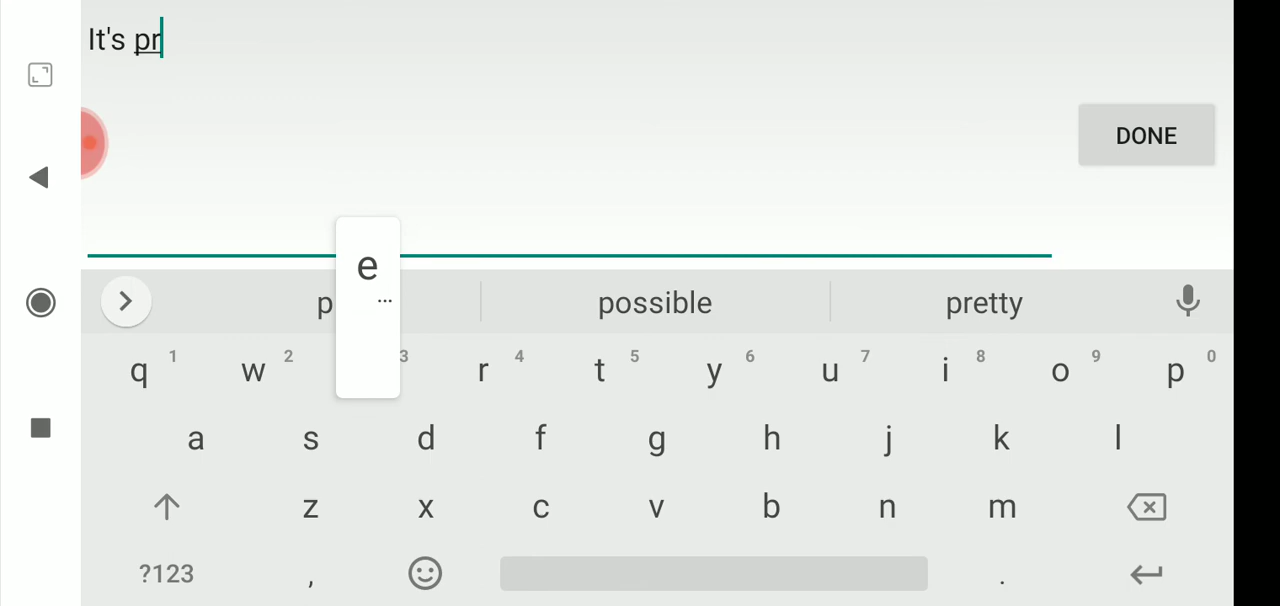 It's pr
DONE
e
...
p possible pretty
q 1 w 2 3 r 4 t 5 y 6 u 7 i 8 o 9 p 0
a s d f g h j k l
z x c v b n m
?123 , .